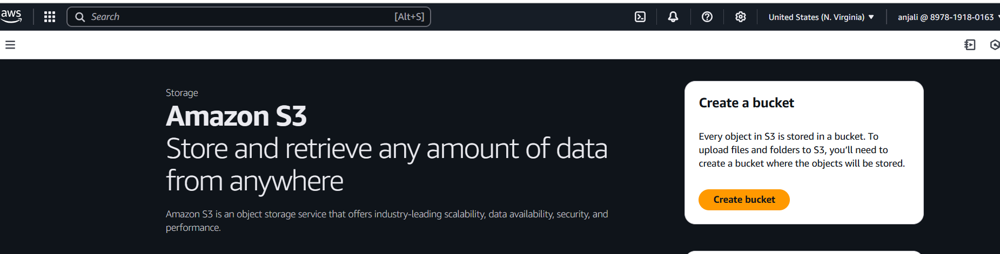 aws
Search
[Alt+S]
United States (N. Virginia)
anjali @ 8978-1918-0163
Storage
Amazon S3
Store and retrieve any amount of data
from anywhere
Amazon S3 is an object storage service that offers industry-leading scalability, data availability, security, and
performance.
Create a bucket
Every object in S3 is stored in a bucket. To
upload files and folders to S3, you’ll need to
create a bucket where the objects will be stored.
Create bucket